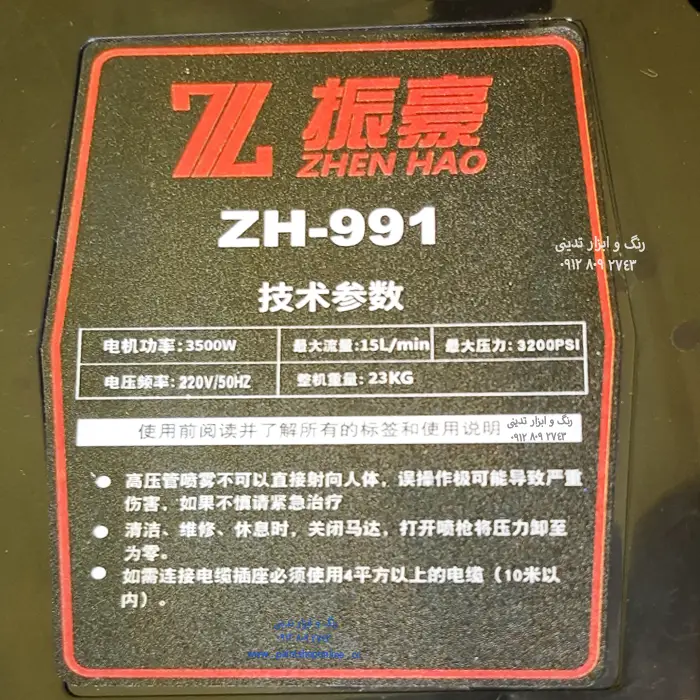 振豪
ZHEN HAO
ZH-991
رنگ و ابزار تدینی
۰۹۱۲ ۸۰۹ ۲۷٤۳
技术参数
电机功率:3500W 最大流量:15L/min 最大压力:3200PSI
电压频率:220V/50HZ 整机重量:23KG
使用前阅读并了解所有的标签和使用说明
رنگ و ابزار تدینی
۰۹۱۲ ۸۰۹ ۲۷٤۳
● 高压管喷雾不可以直接射向人体，误操作极可能导致严重
伤害，如果不慎请紧急治疗
● 清洁、维修、休息时，关闭马达，打开喷枪将压力卸至
为零。
● 如需连接电缆插座必须使用4平方以上的电缆（10米以
内）。
رنگ و ابزار تدینی